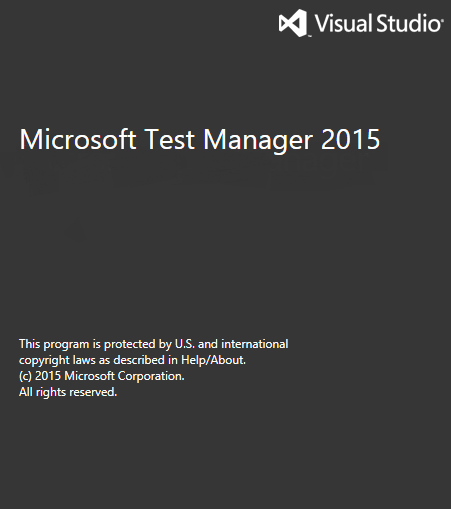 Visual Studio
Microsoft Test Manager 2015
This program is protected by U.S. and international
copyright laws as described in Help/About.
(c) 2015 Microsoft Corporation.
All rights reserved.